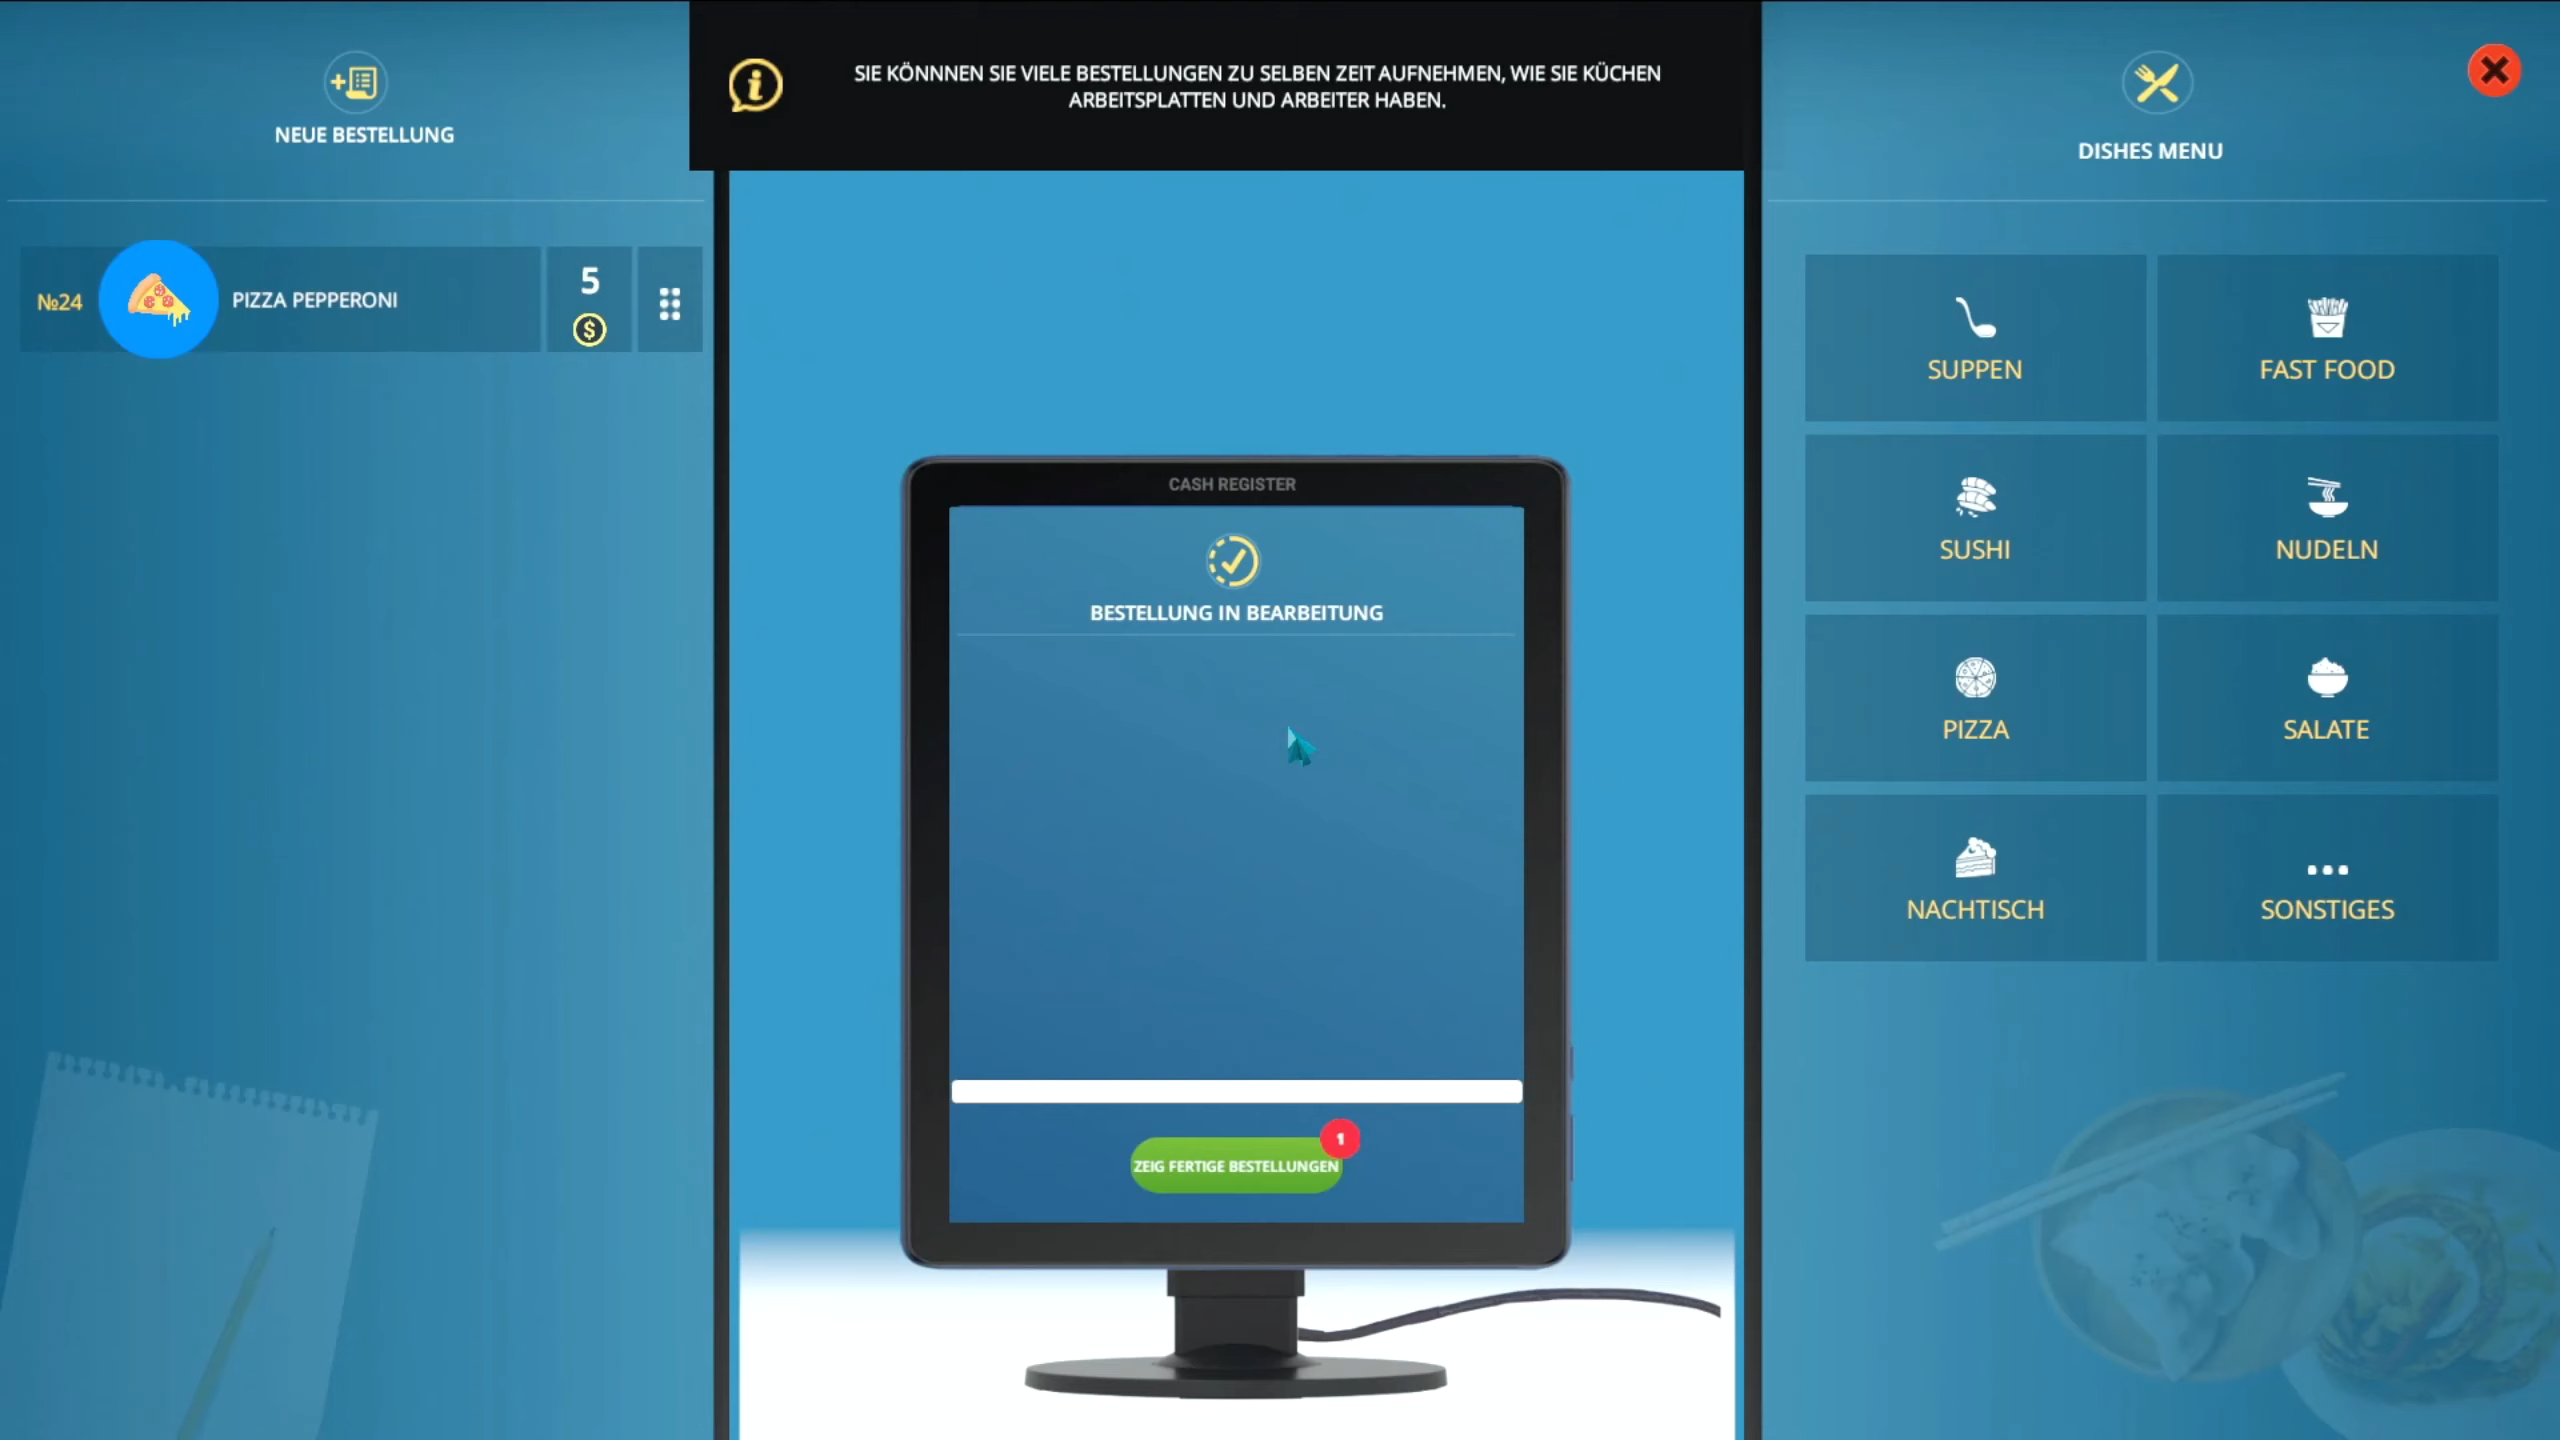 NEUE BESTELLUNG
№24
PIZZA PEPPERONI
5
SIE KÖNNNEN SIE VIELE BESTELLUNGEN ZU SELBEN ZEIT AUFNEHMEN, WIE SIE KÜCHEN
ARBEITSPLATTEN UND ARBEITER HABEN.
CASH REGISTER
BESTELLUNG IN BEARBEITUNG
1
ZEIG FERTIGE BESTELLUNGEN
DISHES MENU
SUPPEN
FAST FOOD
SUSHI
NUDELN
PIZZA
SALATE
NACHTISCH
SONSTIGES